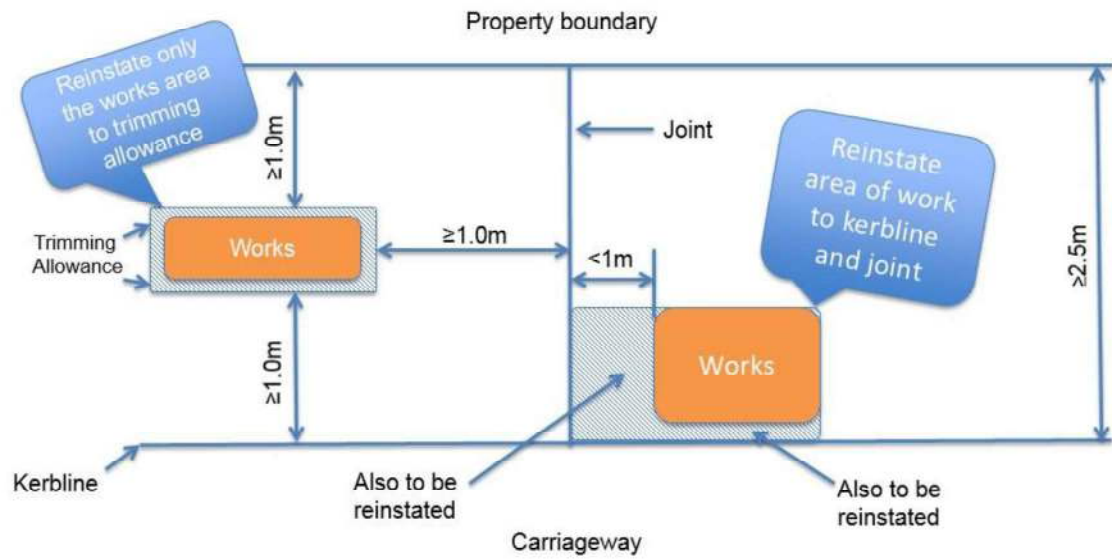 Property boundary
Reinstate only
the works area
to trimming
allowance
≥1.0m
Joint
Reinstate
area of work
to kerbline
and joint
Trimming
Allowance
Works
≥1.0m
<1m
≥2.5m
≥1.0m
Works
Kerbline
Also to be
reinstated
Also to be
reinstated
Carriageway